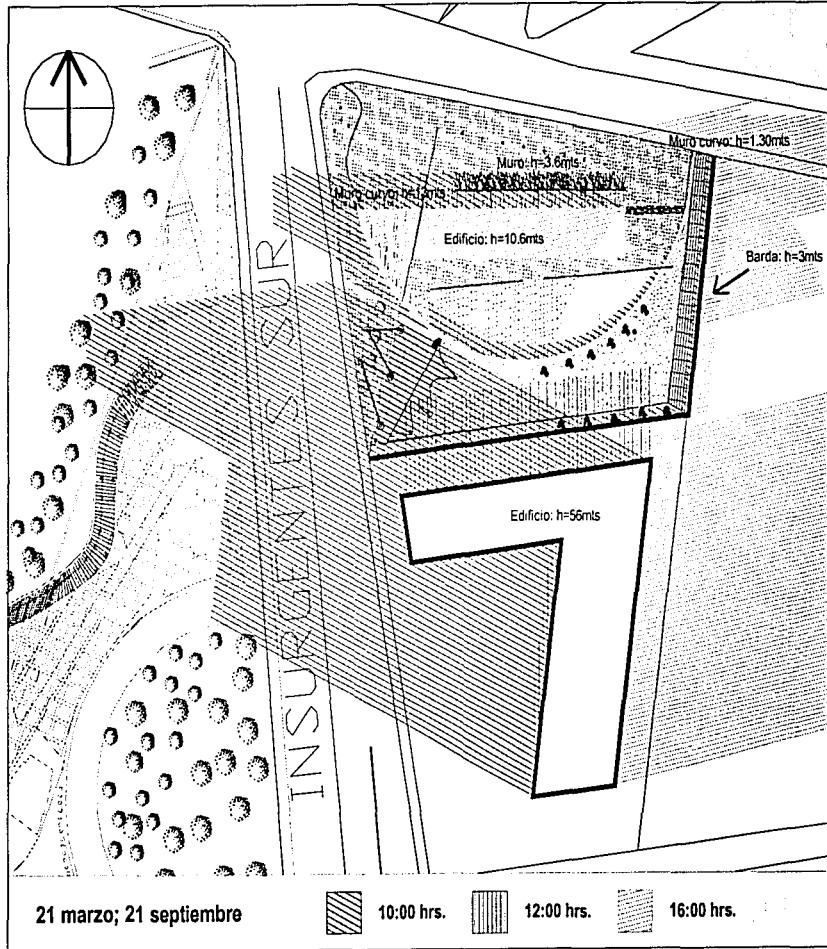 Muro curvo: h=1.30mts
Muro: h=3.6mts
Edificio: h=10.6mts
Barda: h=3mts
INSURGENTES SUR
Edificio: h=56mts
21 marzo; 21 septiembre
10:00 hrs.
12:00 hrs.
16:00 hrs.